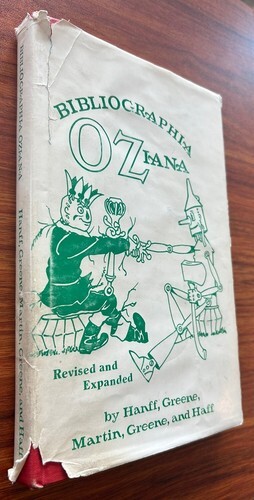 BIBLIOGRAPHIA
OZIANA
Revised and
Expanded
by Hanff, Greene,
Martin, Greene, and Haff
BIBLIOGRAPHIA OZIANA Hanff, Greene, Martin, Greene, and Haff